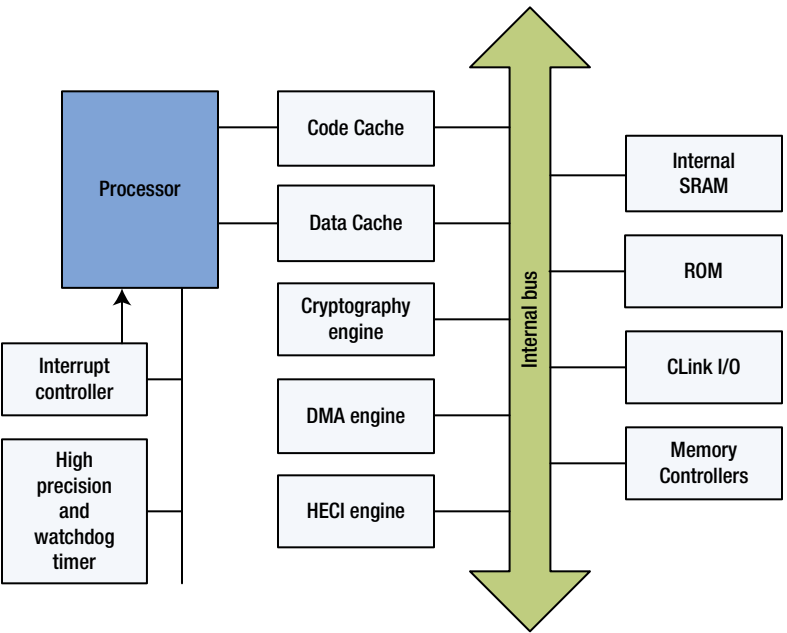 Processor
Code Cache
Data Cache
Cryptography
engine
DMA engine
HECI engine
Interrupt
controller
High
precision
and
watchdog
timer
Internal bus
Internal
SRAM
ROM
CLink I/O
Memory
Controllers